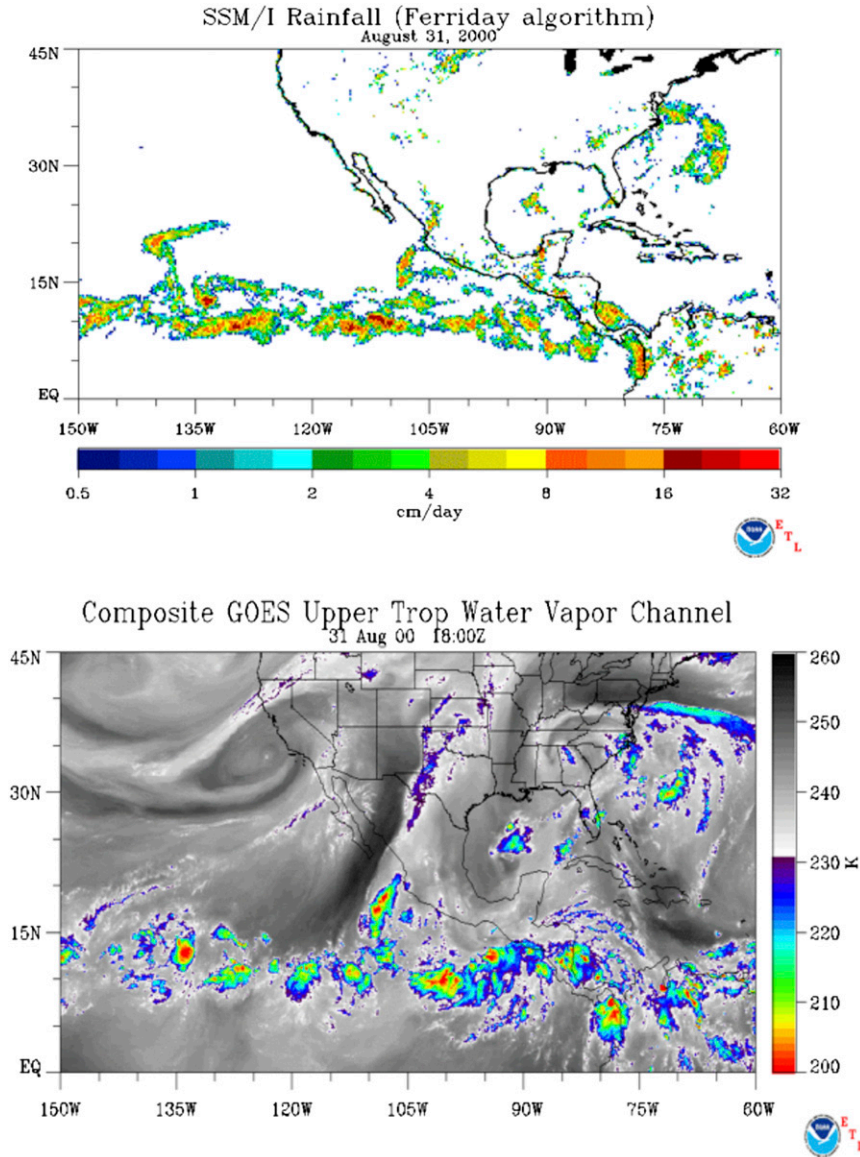 SSM/I Rainfall (Ferriday algorithm)
August 31, 2000
45N
30N
15N
EQ
150W 135W 120W 105W 90W 75W 60W
0.5 1 2 4 8 16 32
cm/day
noaa
E
T
L
Composite GOES Upper Trop Water Vapor Channel
31 Aug 00 18:00Z
45N
30N
15N
EQ
260
250
240
230
220
210
200
K
150W 135W 120W 105W 90W 75W 60W
noaa
E
T